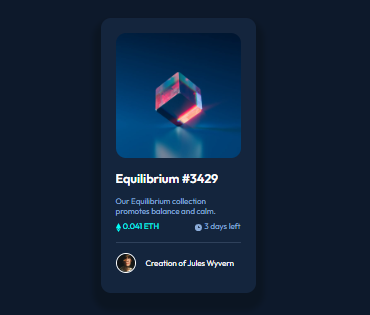 Equilibrium #3429
Our Equilibrium collection
promotes balance and calm.
0.041 ETH 3 days left
Creation of Jules Wyvern